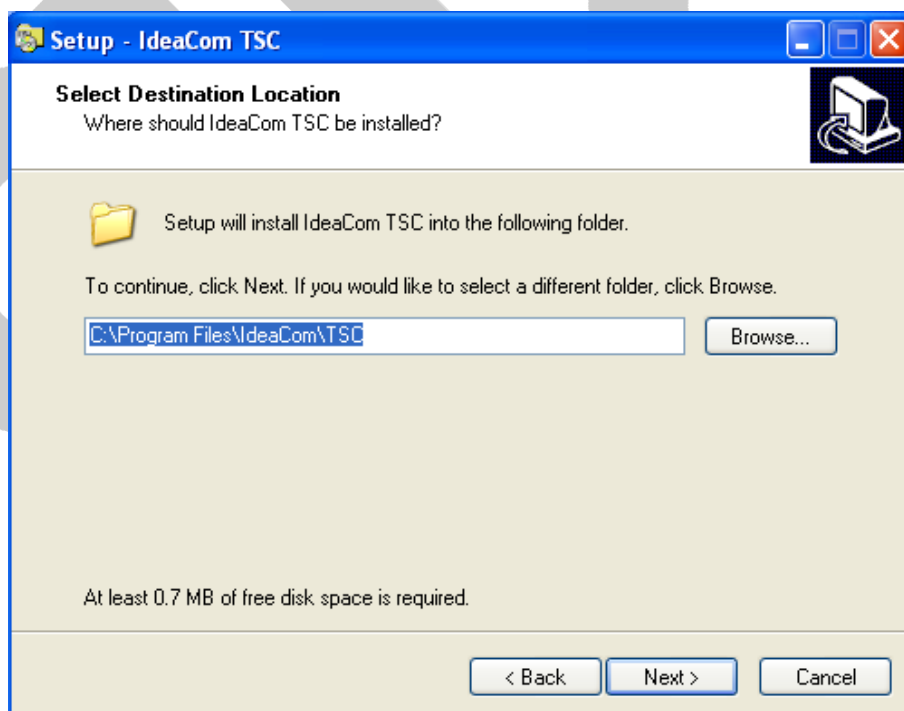 Setup - IdeaCom TSC
Select Destination Location
Where should IdeaCom TSC be installed?
Setup will install IdeaCom TSC into the following folder.
To continue, click Next. If you would like to select a different folder, click Browse.
C:\Program Files\IdeaCom\TSC
Browse...
At least 0.7 MB of free disk space is required.
< Back
Next >
Cancel